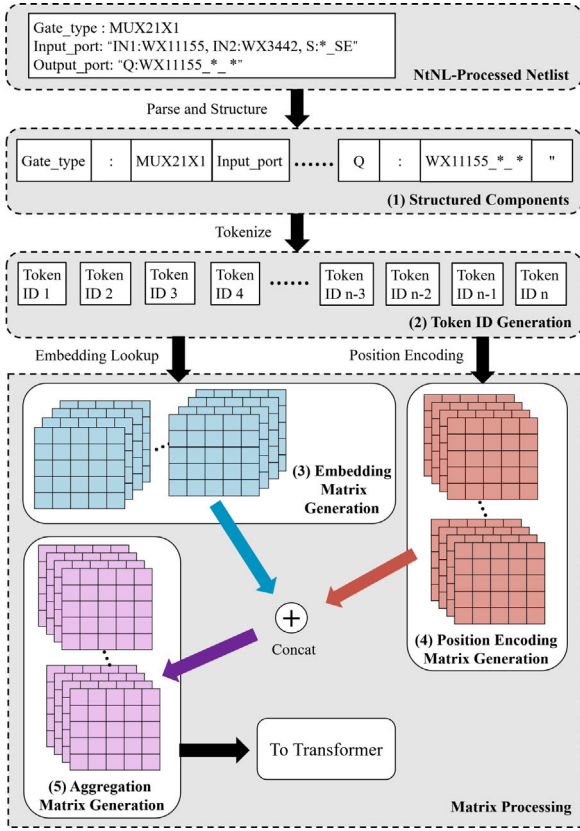 Gate_type : MUX21X1
Input_port: "IN1:WX11155, IN2:WX3442, S:*_SE"
Output_port: "Q:WX11155_*_*"
NtNL-Processed Netlist
Parse and Structure
Gate_type : MUX21X1 Input_port ...... Q : WX11155_*_* "
(1) Structured Components
Tokenize
Token Token Token Token Token Token Token Token
ID 1 ID 2 ID 3 ID 4 ...... ID n-3 ID n-2 ID n-1 ID n
(2) Token ID Generation
Embedding Lookup Position Encoding
(3) Embedding
Matrix
Generation
(4) Position Encoding
Matrix Generation
Concat
To Transformer
(5) Aggregation
Matrix Generation
Matrix Processing